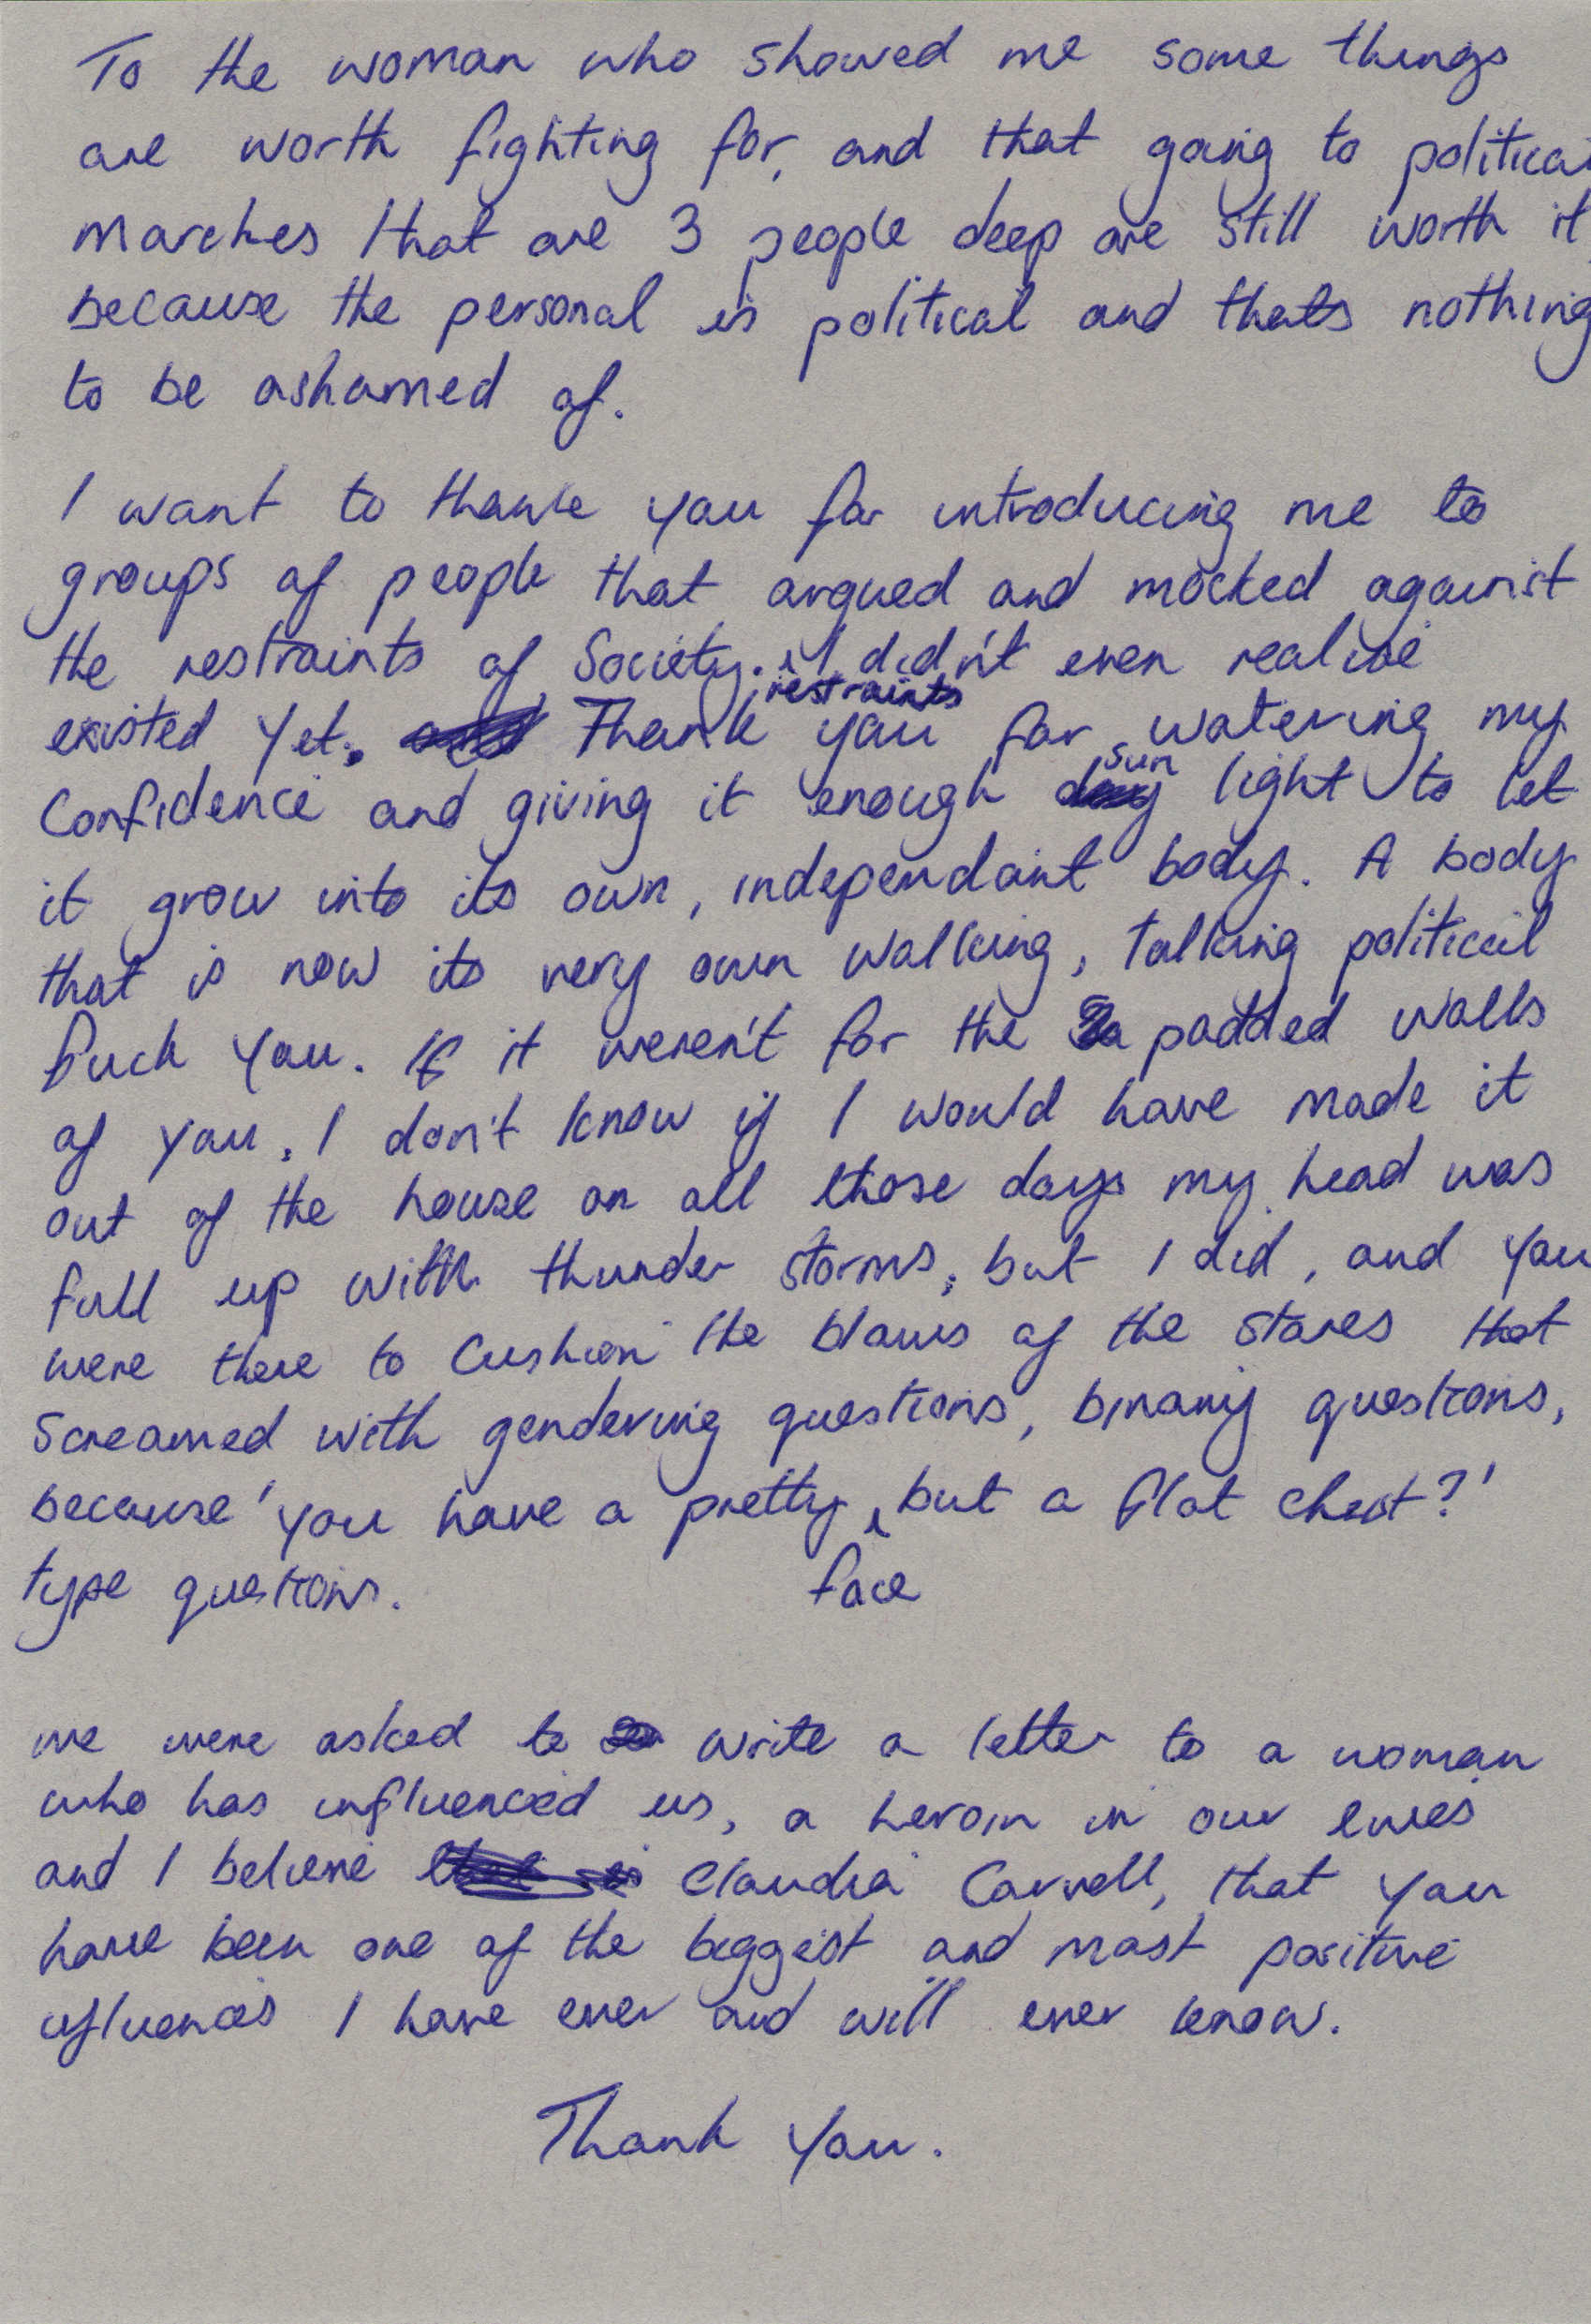 To the woman who showed me some things
are worth fighting for, and that going to political
marches that are 3 people deep are still worth it,
because the personal is political and thats nothing
to be ashamed of.
I want to thank you for introducing me to
groups of people that argued and mocked against
the restraints of Society. restraints I didn't even realise
existed yet. Thank you for watering my
confidence and giving it enough sun light to let
it grow into its own, independant body. A body
that is now its very own walking, talking political
fuck you. If it weren't for the padded walls
of you, I don't know if I would have made it
out of the house on all those days my head was
full up with thunder storms, but I did, and you
were there to cushion the blows of the stares that
screamed with gendering questions, binary questions,
because 'you have a pretty face, but a flat chest?'
type questions.
we were asked to write a letter to a woman
who has influenced us, a heroin in our lives
and I believe Claudia Carvell, that you
have been one of the biggest and most positive
influences I have ever and will ever know.
Thank You.